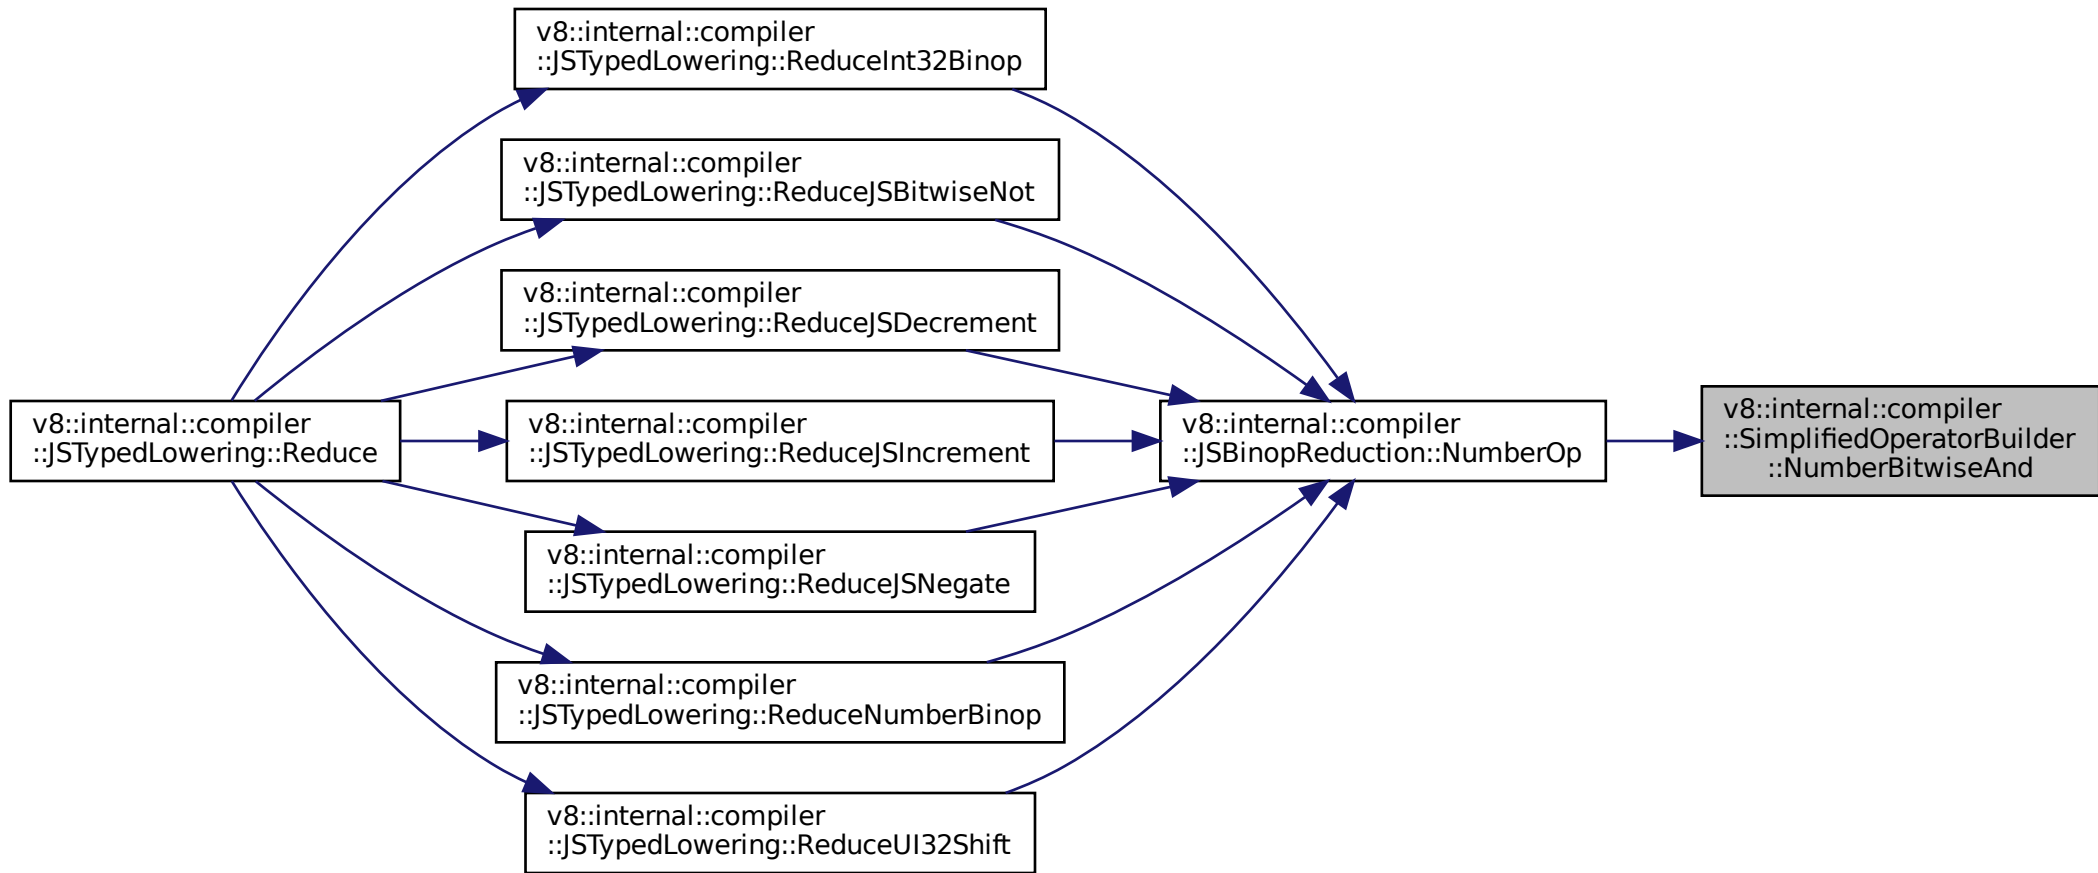 v8::internal::compiler
::JSTypedLowering::ReduceInt32Binop
v8::internal::compiler
::JSTypedLowering::ReduceJSBitwiseNot
v8::internal::compiler
::JSTypedLowering::ReduceJSDecrement
v8::internal::compiler
::JSTypedLowering::Reduce
v8::internal::compiler
::JSTypedLowering::ReduceJSIncrement
v8::internal::compiler
::JSBinopReduction::NumberOp
v8::internal::compiler
::SimplifiedOperatorBuilder
::NumberBitwiseAnd
v8::internal::compiler
::JSTypedLowering::ReduceJSNegate
v8::internal::compiler
::JSTypedLowering::ReduceNumberBinop
v8::internal::compiler
::JSTypedLowering::ReduceUI32Shift